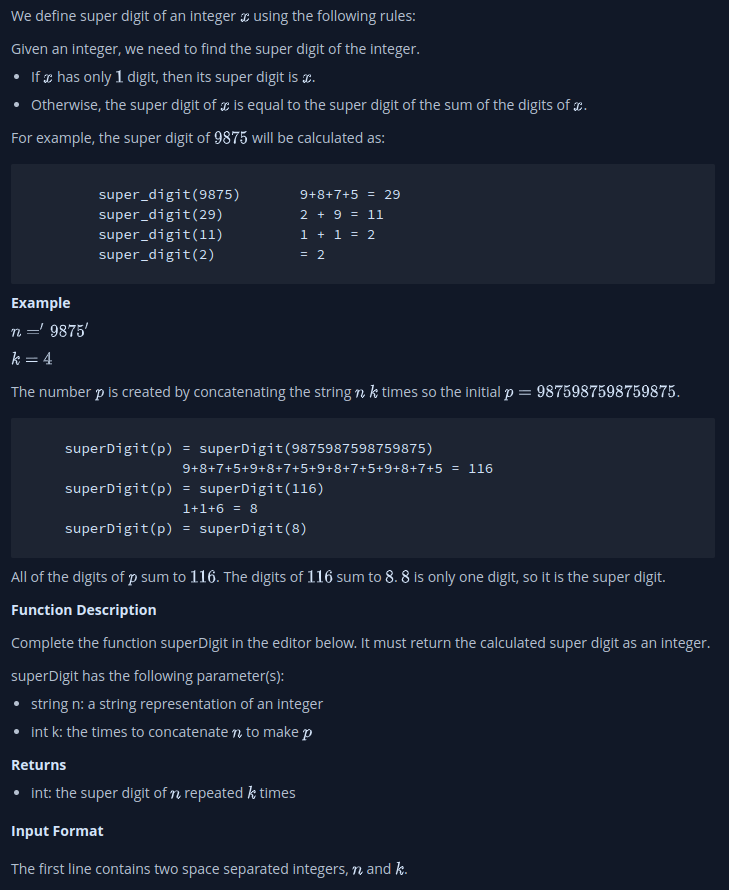 We define super digit of an integer x using the following rules:
Given an integer, we need to find the super digit of the integer.
• If x has only 1 digit, then its super digit is x.
• Otherwise, the super digit of x is equal to the super digit of the sum of the digits of x.
For example, the super digit of 9875 will be calculated as:
super_digit(9875) 9+8+7+5 = 29
super_digit(29) 2 + 9 = 11
super_digit(11) 1 + 1 = 2
super_digit(2) = 2
Example
n =′ 9875′
k = 4
The number p is created by concatenating the string n k times so the initial p = 9875987598759875.
superDigit(p) = superDigit(9875987598759875)
9+8+7+5+9+8+7+5+9+8+7+5+9+8+7+5 = 116
superDigit(p) = superDigit(116)
1+1+6 = 8
superDigit(p) = superDigit(8)
All of the digits of p sum to 116. The digits of 116 sum to 8. 8 is only one digit, so it is the super digit.
Function Description
Complete the function superDigit in the editor below. It must return the calculated super digit as an integer.
superDigit has the following parameter(s):
• string n: a string representation of an integer
• int k: the times to concatenate n to make p
Returns
• int: the super digit of n repeated k times
Input Format
The first line contains two space separated integers, n and k.